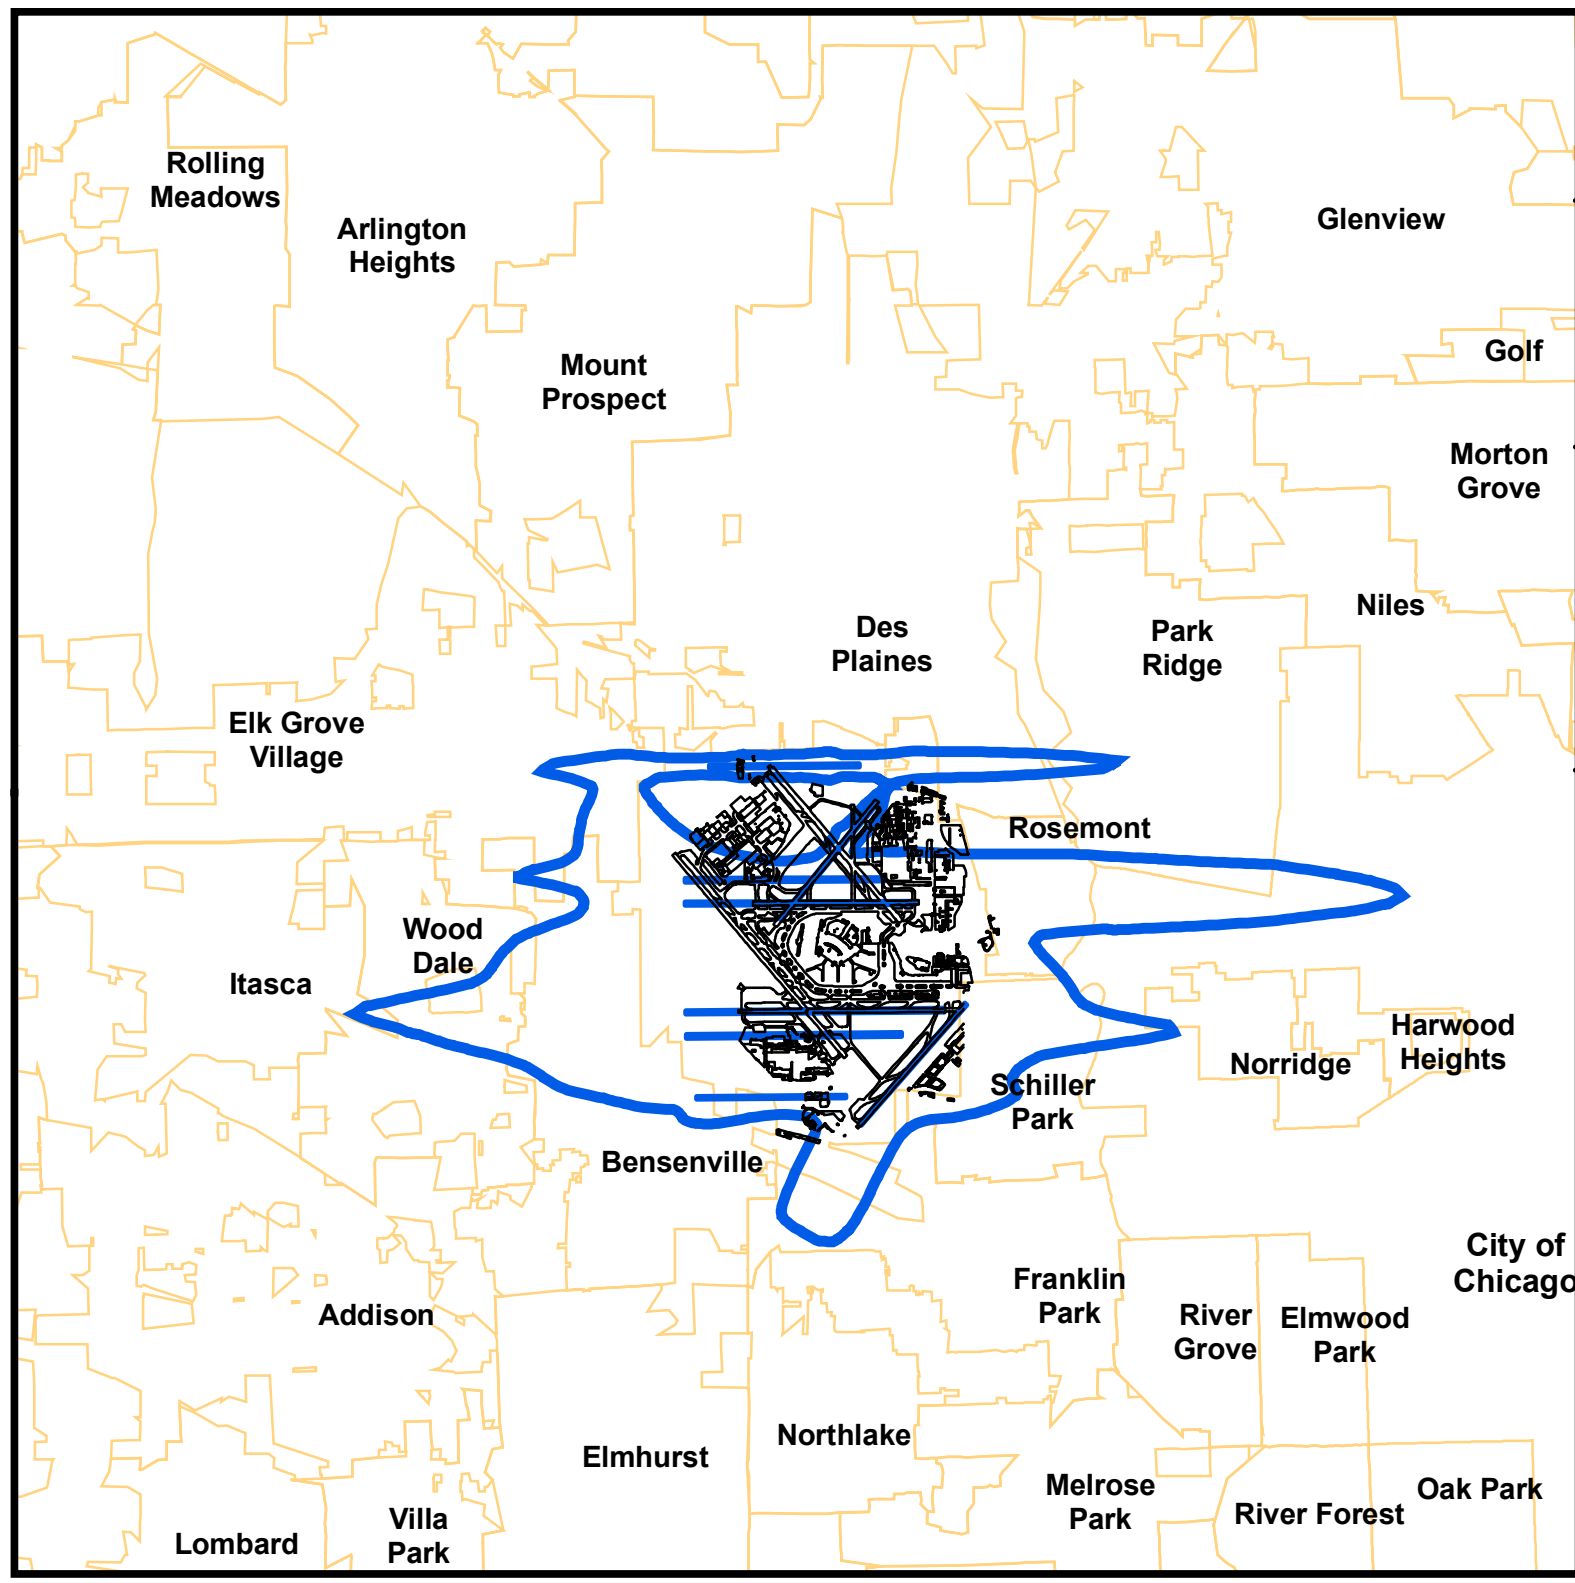 Rolling
Meadows
Arlington
Heights
Glenview
Mount
Prospect
Golf
Morton
Grove
Des
Plaines
Park
Ridge
Niles
Elk Grove
Village
Rosemont
Wood
Dale
Itasca
Harwood
Heights
Norridge
Schiller
Park
Bensenville
City of
Chicago
Franklin
Park
Addison
River
Grove
Elmwood
Park
Northlake
Elmhurst
Melrose
Park
Oak Park
River Forest
Villa
Park
Lombard